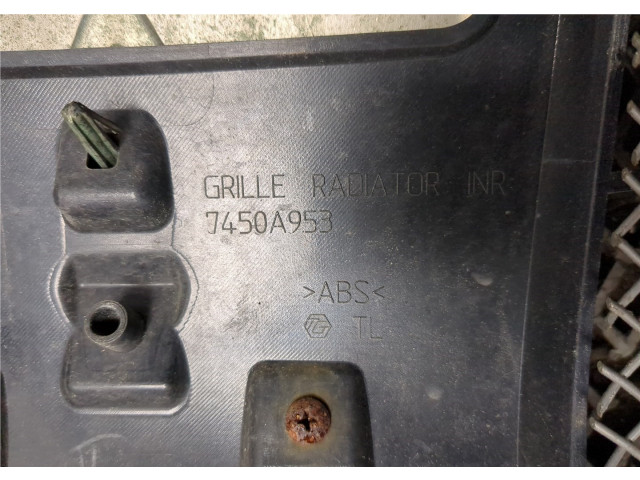 GRILLE RADIATOR INR
7450A953
>ABS<
TL